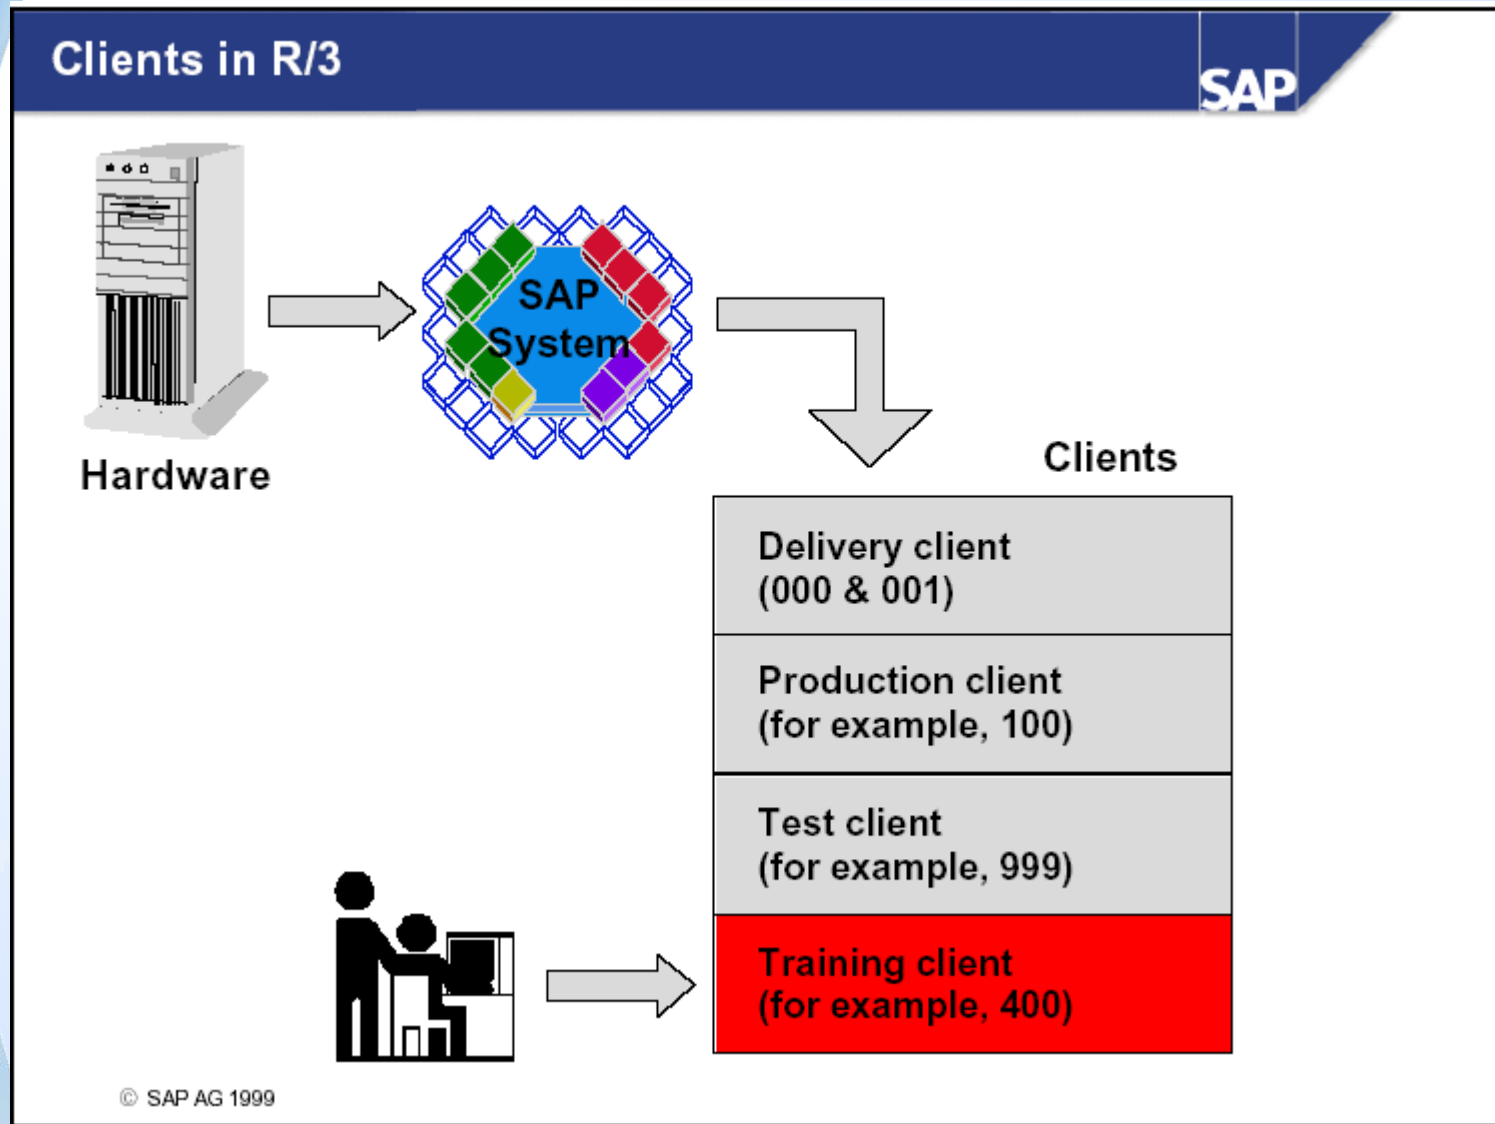 Clients in R/3
SAP
SAP
System
Hardware
Clients
Delivery client
(000 & 001)
Production client
(for example, 100)
Test client
(for example, 999)
Training client
(for example, 400)
© SAP AG 1999